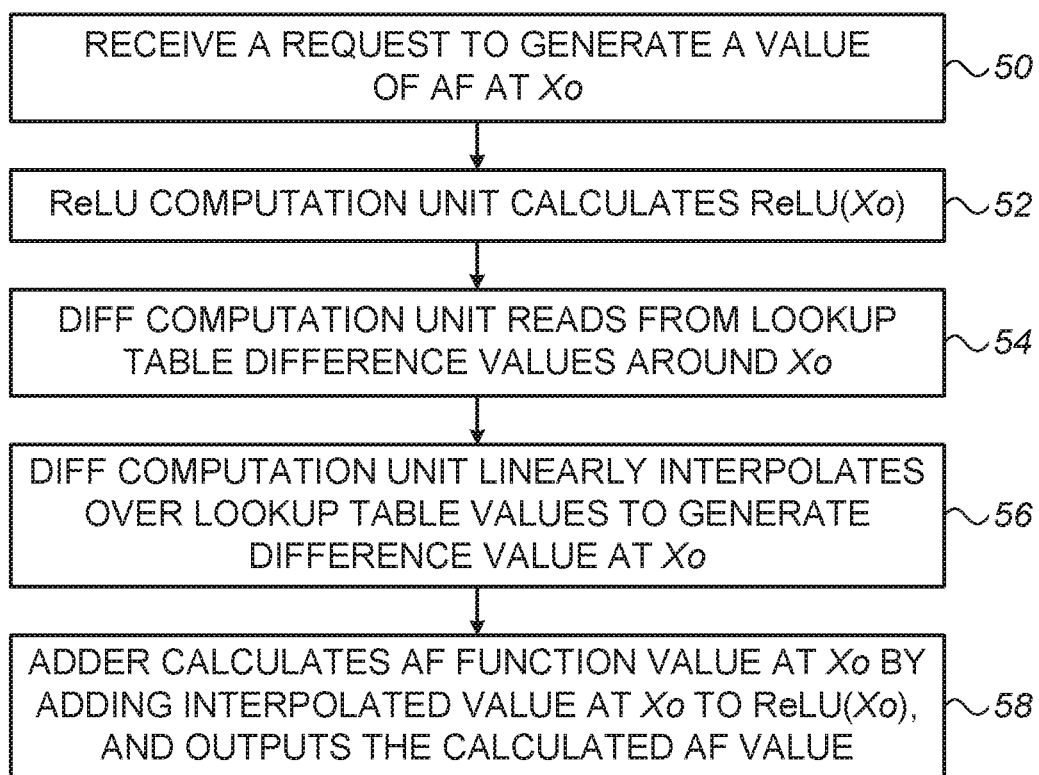 RECEIVE A REQUEST TO GENERATE A VALUE
OF AF AT Xo
50
ReLU COMPUTATION UNIT CALCULATES ReLU(Xo)
52
DIFF COMPUTATION UNIT READS FROM LOOKUP
TABLE DIFFERENCE VALUES AROUND Xo
54
DIFF COMPUTATION UNIT LINEARLY INTERPOLATES
OVER LOOKUP TABLE VALUES TO GENERATE
DIFFERENCE VALUE AT Xo
56
ADDER CALCULATES AF FUNCTION VALUE AT Xo BY
ADDING INTERPOLATED VALUE AT Xo TO ReLU(Xo),
AND OUTPUTS THE CALCULATED AF VALUE
58